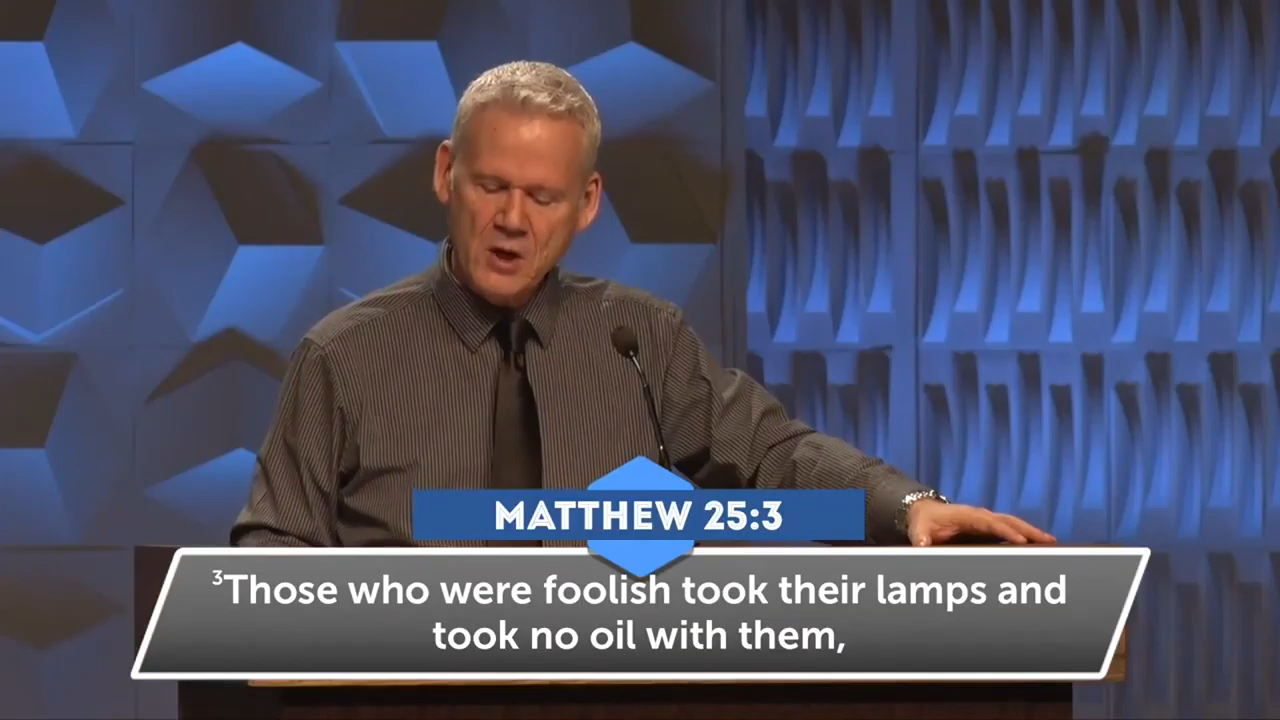 MATTHEW 25:3
³Those who were foolish took their lamps and
took no oil with them,